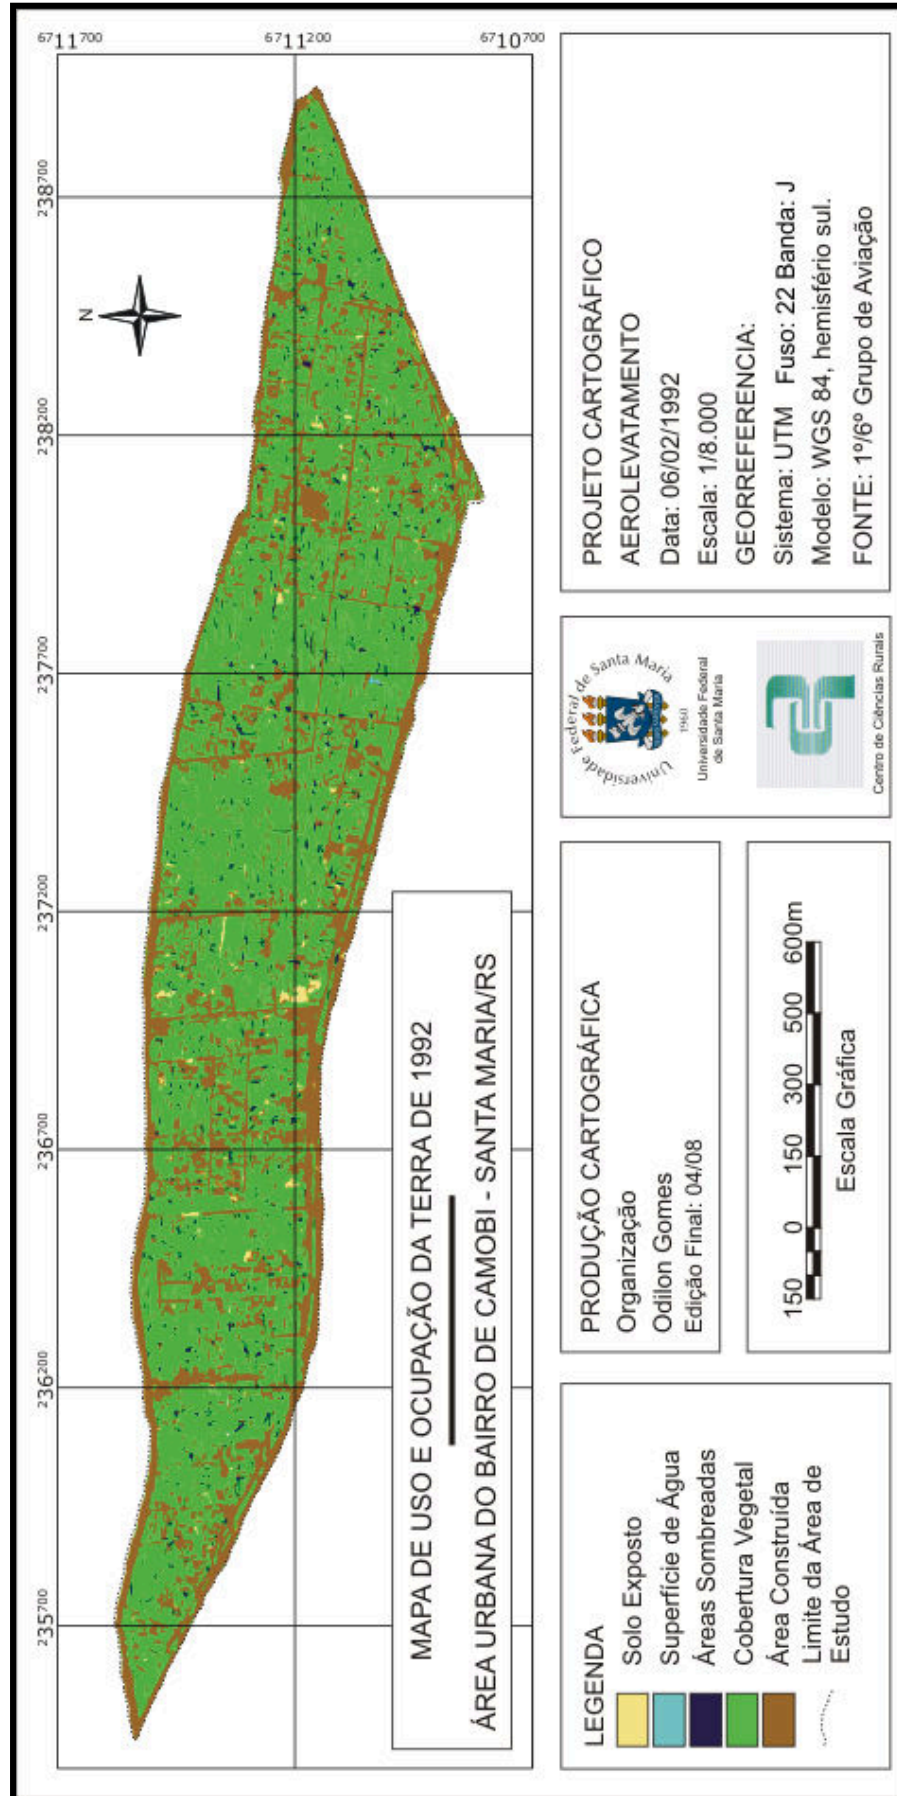 6711700
6711200
6710700
238700
238200
237700
237200
236700
236200
235700
N
MAPA DE USO E OCUPAÇÃO DA TERRA DE 1992
ÁREA URBANA DO BAIRRO DE CAMOBI - SANTA MARIA/RS
LEGENDA
Solo Exposto
Superfície de Água
Áreas Sombreadas
Cobertura Vegetal
Área Construída
Limite da Área de
Estudo
PRODUÇÃO CARTOGRÁFICA
Organização
Odilon Gomes
Edição Final: 04/08
150 0 150 300 500 600m
Escala Gráfica
Universidade Federal de Santa Maria
1960
Universidade Federal
de Santa Maria
Centro de Ciências Rurais
PROJETO CARTOGRÁFICO
AEROLEVATAMENTO
Data: 06/02/1992
Escala: 1/8.000
GEORREFERENCIA:
Sistema: UTM Fuso: 22 Banda: J
Modelo: WGS 84, hemisfério sul.
FONTE: 1º/6º Grupo de Aviação